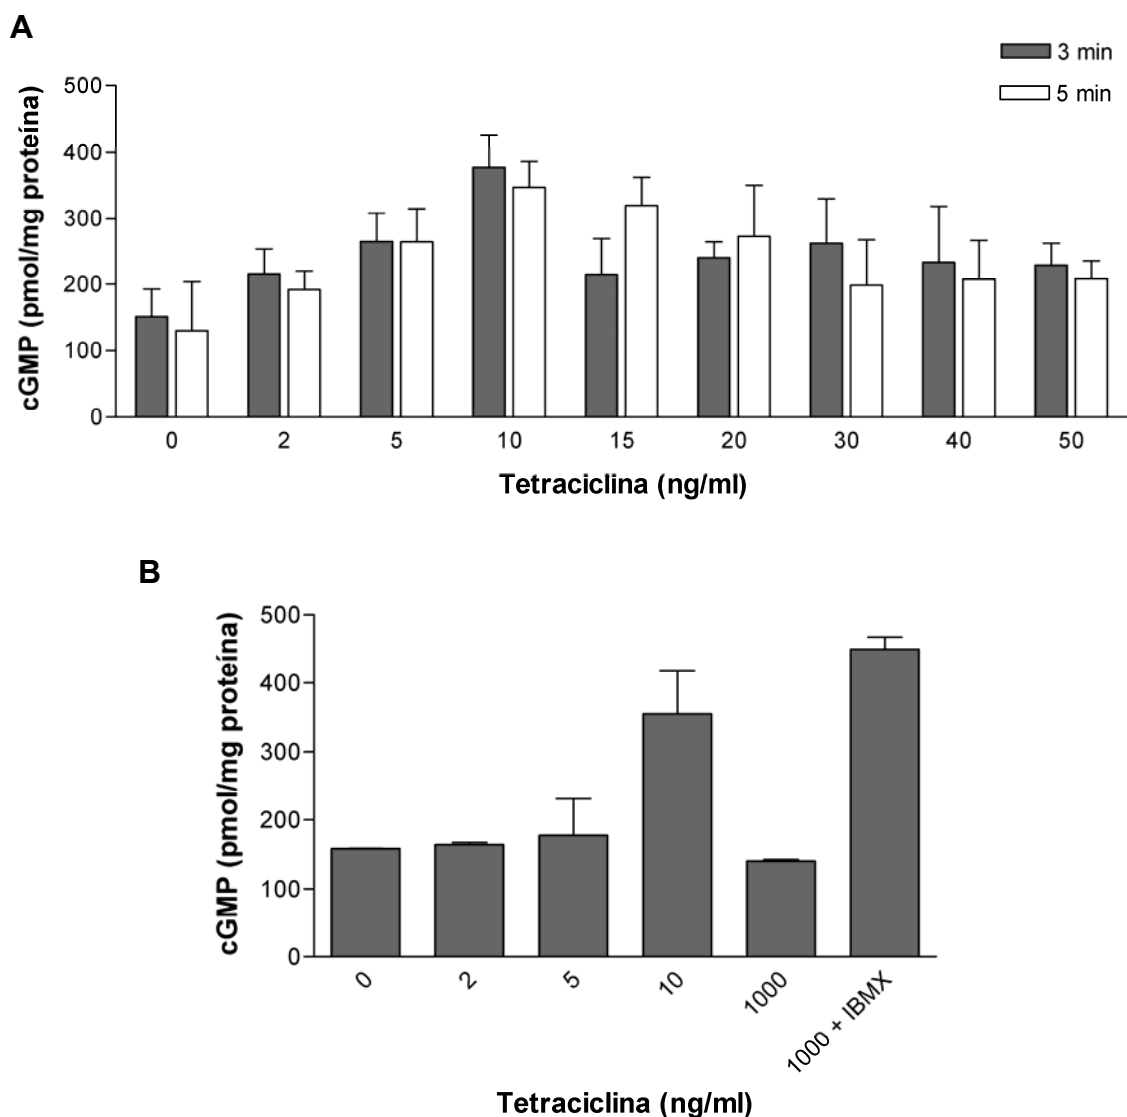 A
3 min
5 min
cGMP (pmol/mg proteína)
500
400
300
200
100
0
0 2 5 10 15 20 30 40 50
Tetraciclina (ng/ml)
B
cGMP (pmol/mg proteína)
500
400
300
200
100
0
0 2 5 10 1000 1000 + IBMX
Tetraciclina (ng/ml)